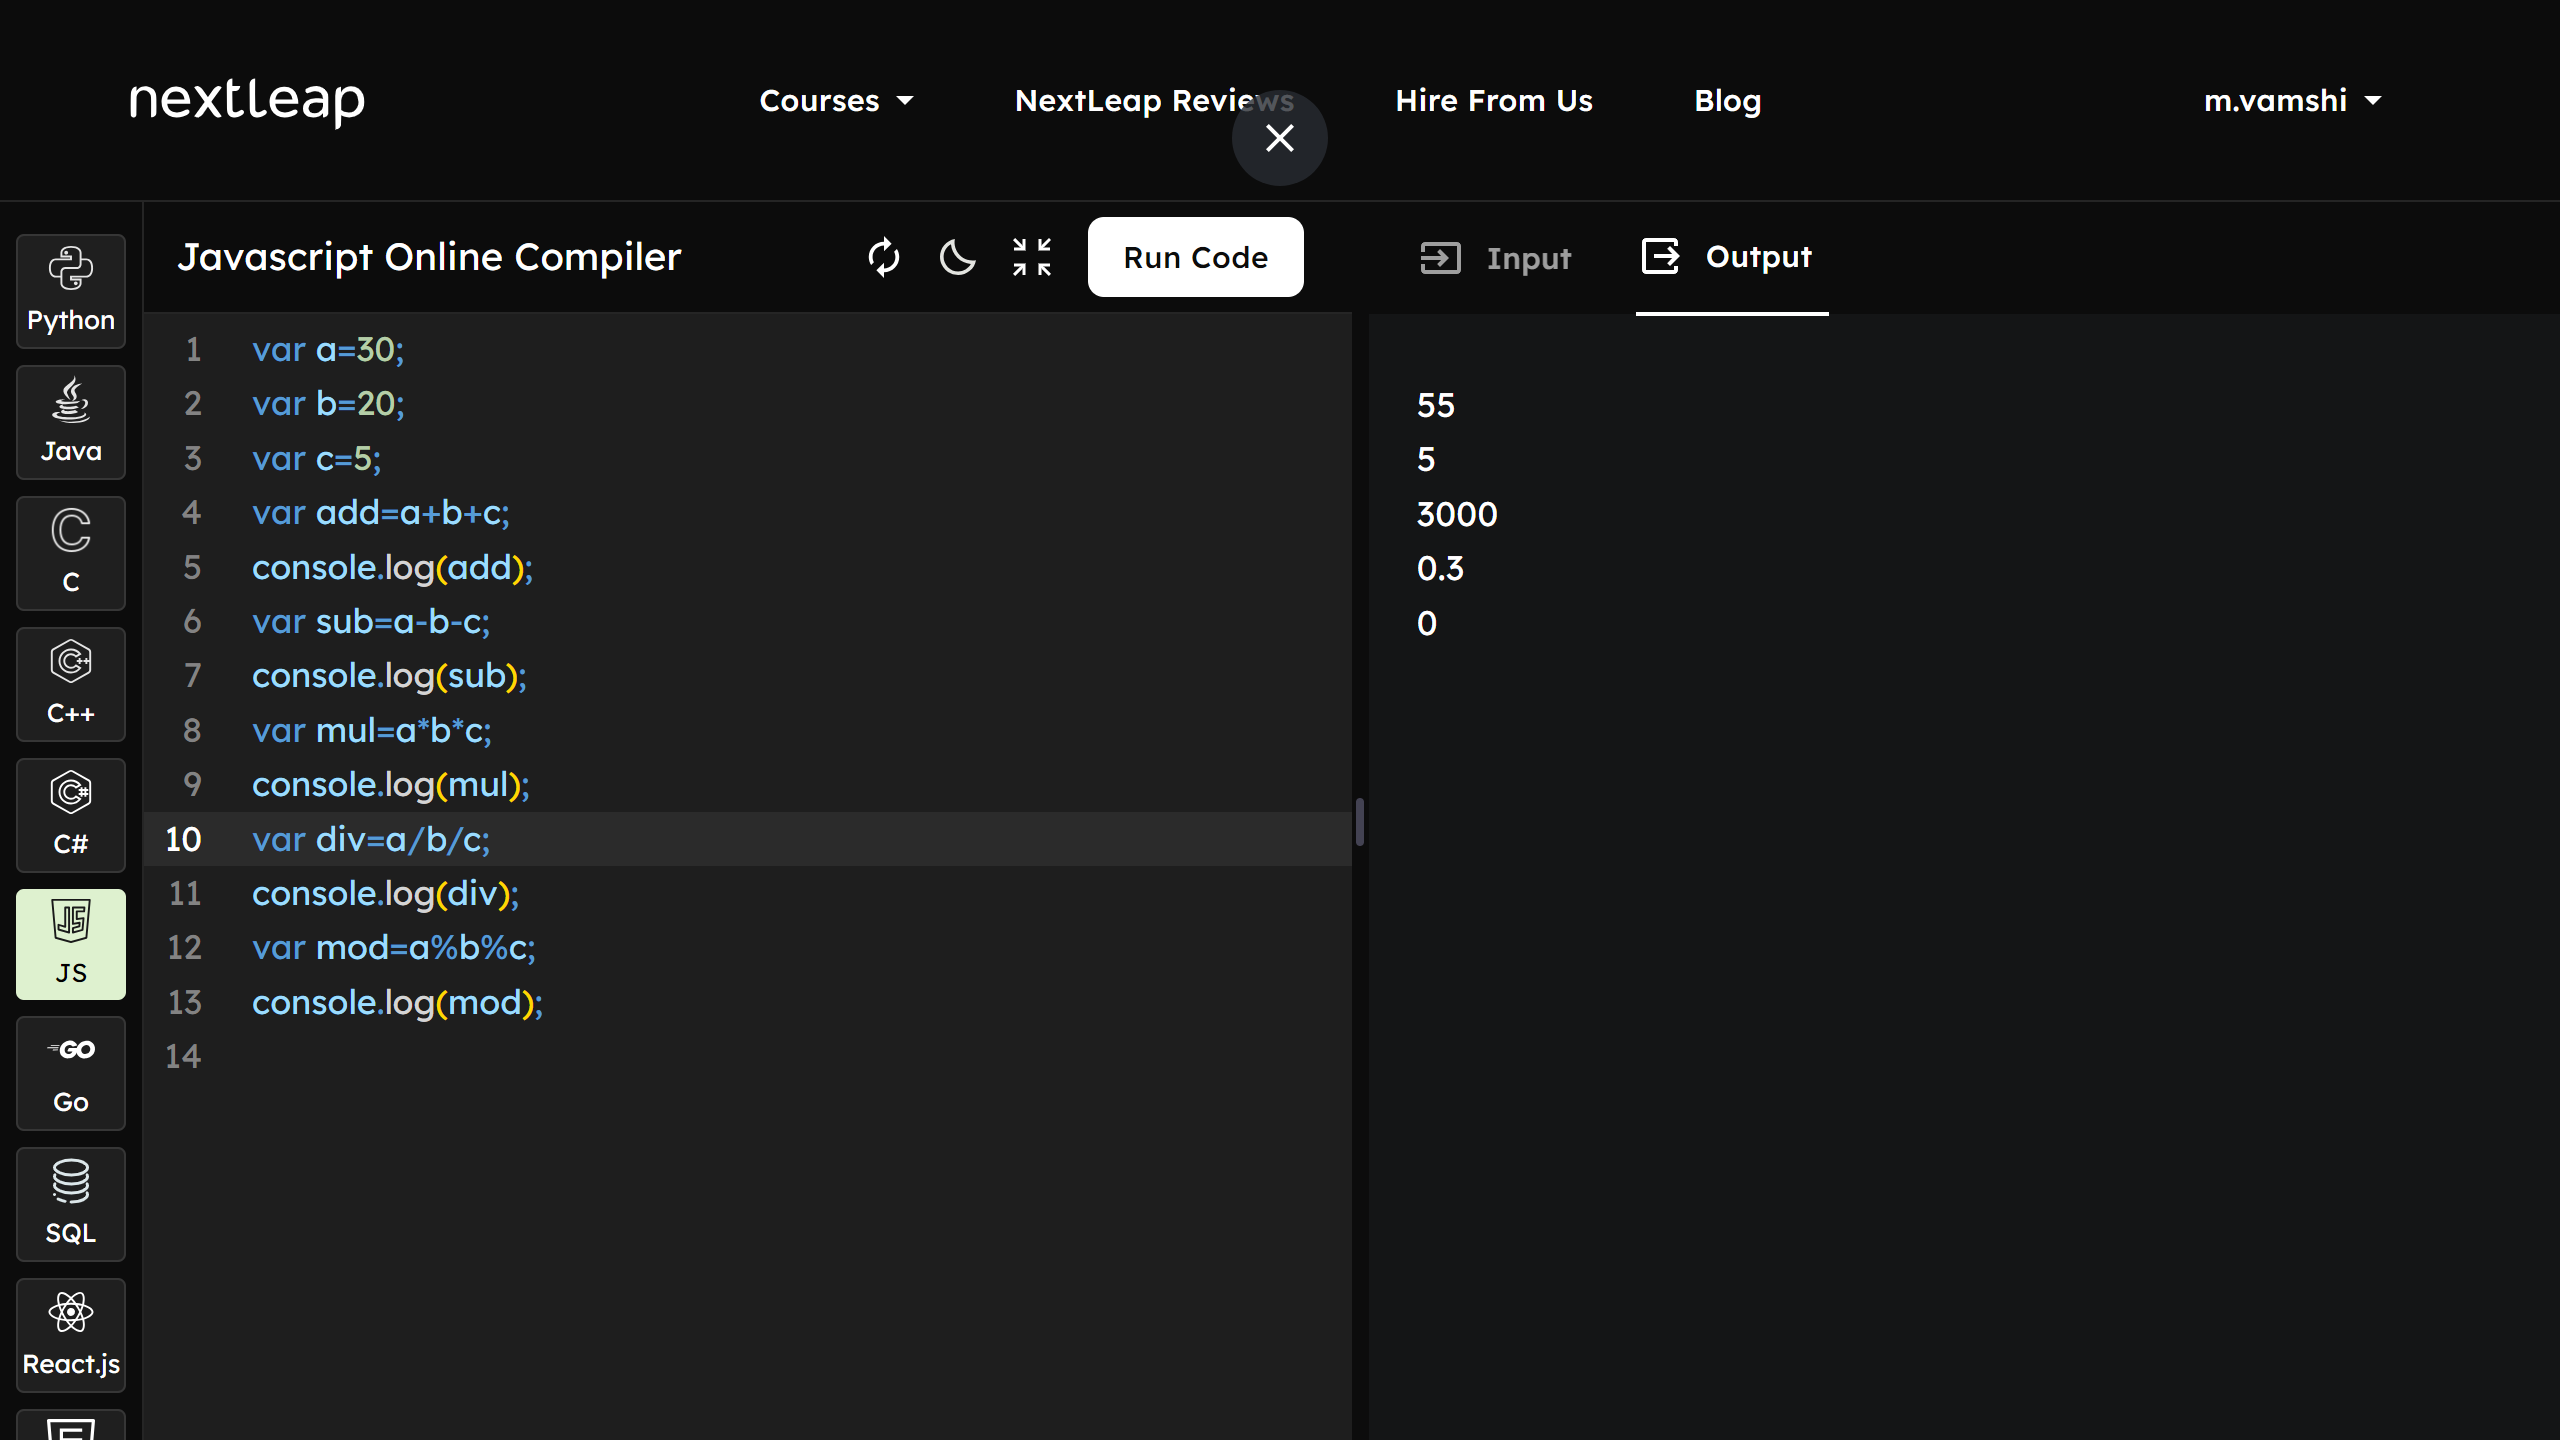 nextleap
Courses
NextLeap Reviews
Hire From Us
Blog
m.vamshi
Python
Java
C
C++
C#
JS
Go
SQL
React.js
Javascript Online Compiler
Run Code
1 var a=30;
2 var b=20;
3 var c=5;
4 var add=a+b+c;
5 console.log(add);
6 var sub=a-b-c;
7 console.log(sub);
8 var mul=a*b*c;
9 console.log(mul);
10 var div=a/b/c;
11 console.log(div);
12 var mod=a%b%c;
13 console.log(mod);
14
Input
Output
55
5
3000
0.3
0